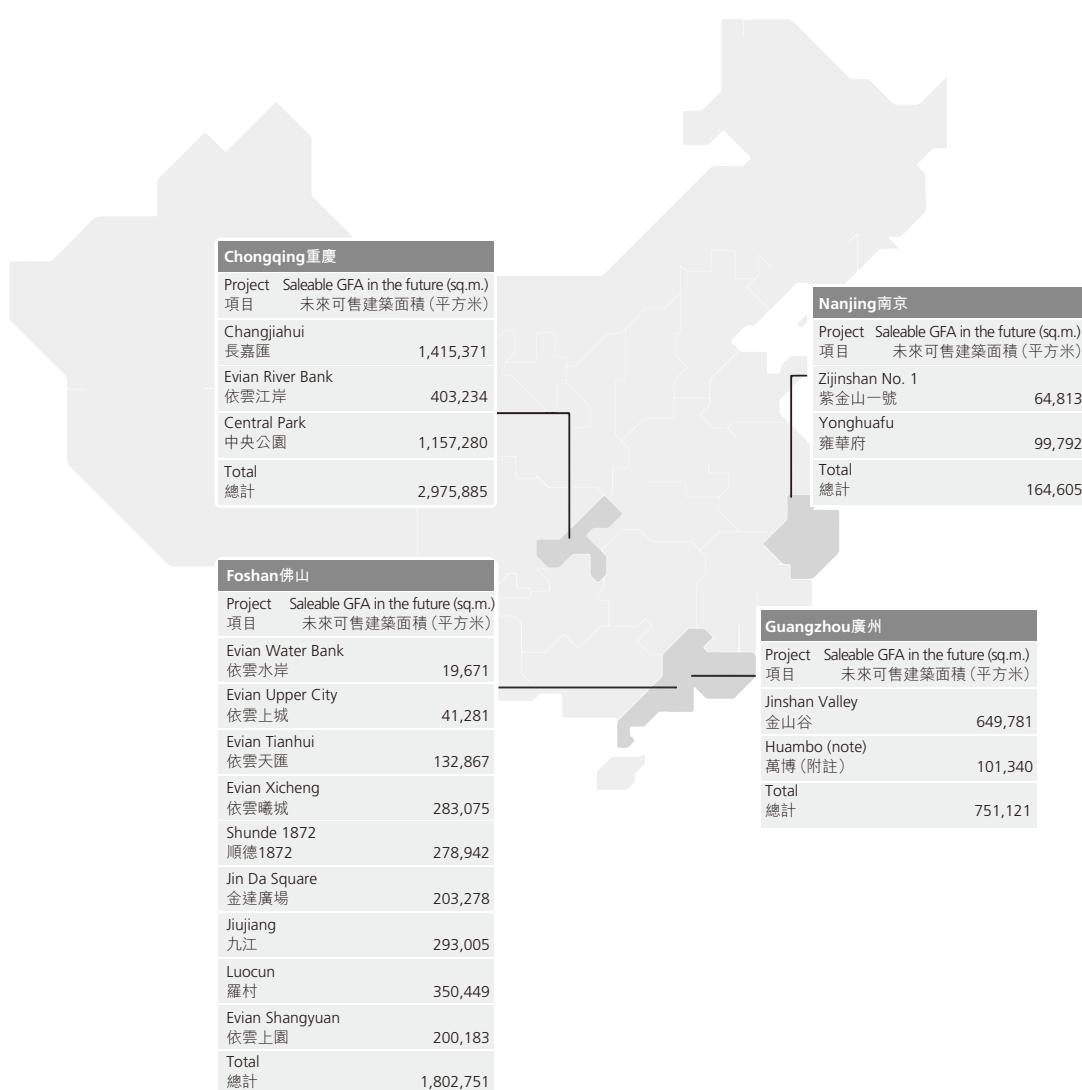 Chongqing重慶
Project Saleable GFA in the future (sq.m.)
項目 未來可售建築面積(平方米)
Changjiahui
長嘉匯 1,415,371
Evian River Bank
依雲江岸 403,234
Central Park
中央公園 1,157,280
Total
總計 2,975,885
Nanjing南京
Project Saleable GFA in the future (sq.m.)
項目 未來可售建築面積(平方米)
Zijinshan No. 1
紫金山一號 64,813
Yonghuafu
雍華府 99,792
Total
總計 164,605
Foshan佛山
Project Saleable GFA in the future (sq.m.)
項目 未來可售建築面積(平方米)
Evian Water Bank
依雲水岸 19,671
Evian Upper City
依雲上城 41,281
Evian Tianhui
依雲天匯 132,867
Evian Xicheng
依雲曦城 283,075
Shunde 1872
順德1872 278,942
Jin Da Square
金達廣場 203,278
Jiujiang
九江 293,005
Luocun
羅村 350,449
Evian Shangyuan
依雲上園 200,183
Total
總計 1,802,751
Guangzhou廣州
Project Saleable GFA in the future (sq.m.)
項目 未來可售建築面積(平方米)
Jinshan Valley
金山谷 649,781
Huambo (note)
萬博(附註) 101,340
Total
總計 751,121